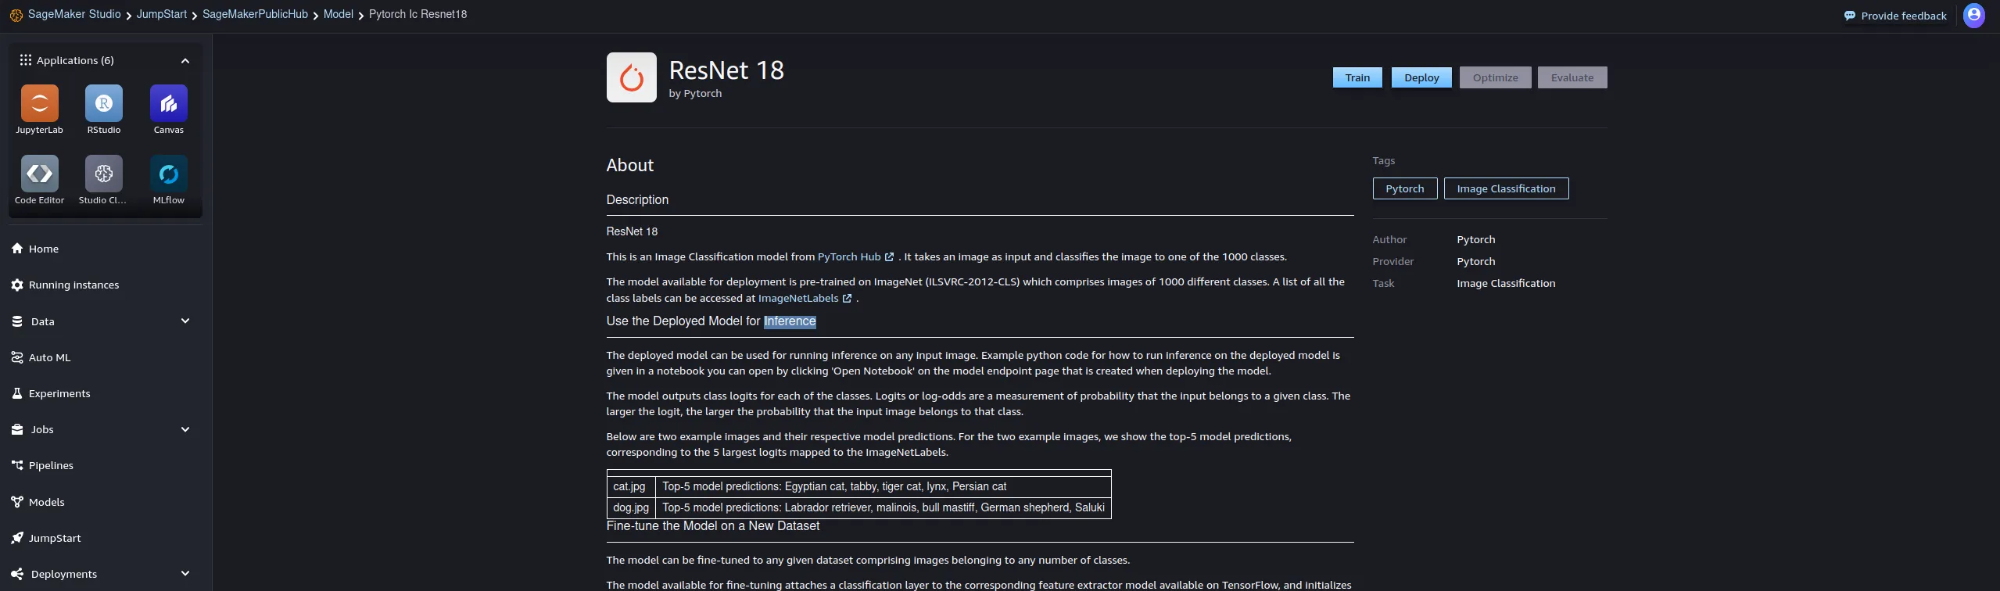 SageMaker Studio > JumpStart > SageMakerPublicHub > Model > Pytorch Ic Resnet18
Provide feedback
Applications (6)
JupyterLab RStudio Canvas
Code Editor Studio Cl... MLflow
Home
Running instances
Data
Auto ML
Experiments
Jobs
Pipelines
Models
JumpStart
Deployments
ResNet 18
by Pytorch
Train Deploy Optimize Evaluate
About
Description
ResNet 18
This is an Image Classification model from PyTorch Hub . It takes an image as input and classifies the image to one of the 1000 classes.
The model available for deployment is pre-trained on ImageNet (ILSVRC-2012-CLS) which comprises images of 1000 different classes. A list of all the
class labels can be accessed at ImageNetLabels .
Use the Deployed Model for Inference
The deployed model can be used for running inference on any input image. Example python code for how to run inference on the deployed model is
given in a notebook you can open by clicking 'Open Notebook' on the model endpoint page that is created when deploying the model.
The model outputs class logits for each of the classes. Logits or log-odds are a measurement of probability that the input belongs to a given class. The
larger the logit, the larger the probability that the input image belongs to that class.
Below are two example images and their respective model predictions. For the two example images, we show the top-5 model predictions,
corresponding to the 5 largest logits mapped to the ImageNetLabels.
cat.jpg Top-5 model predictions: Egyptian cat, tabby, tiger cat, lynx, Persian cat
dog.jpg Top-5 model predictions: Labrador retriever, malinois, bull mastiff, German shepherd, Saluki
Fine-tune the Model on a New Dataset
The model can be fine-tuned to any given dataset comprising images belonging to any number of classes.
The model available for fine-tuning attaches a classification layer to the corresponding feature extractor model available on TensorFlow, and initializes
Tags
Pytorch Image Classification
Author Pytorch
Provider Pytorch
Task Image Classification